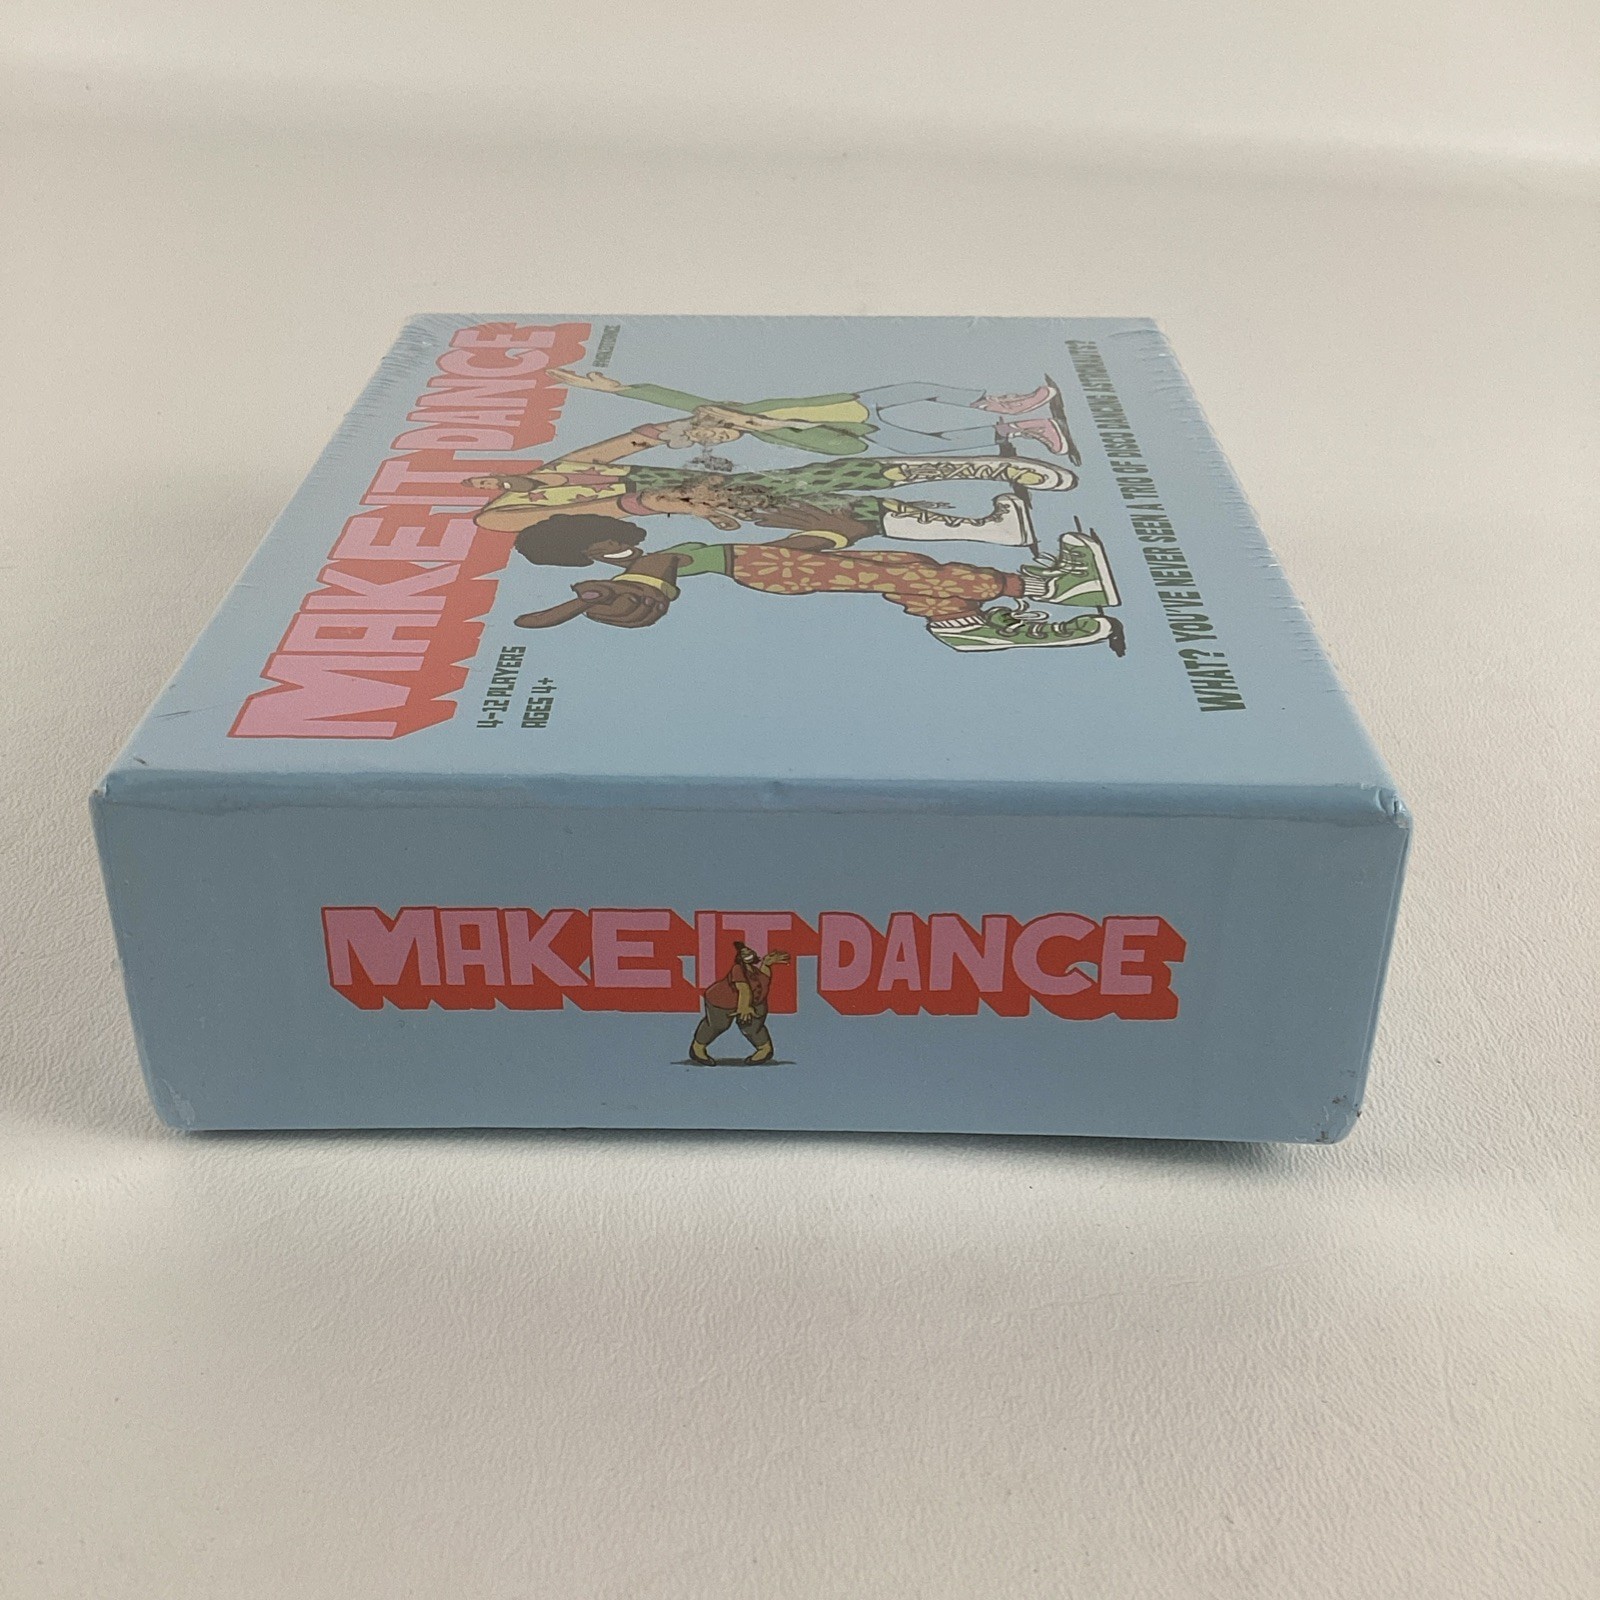 MAKE IT DANCE
4-12 PLAYERS
AGES 4+
WHAT? YOU'VE NEVER SEEN A TRIO OF DISCO DANCING ASTRONAUTS?
MAKE IT DANCE